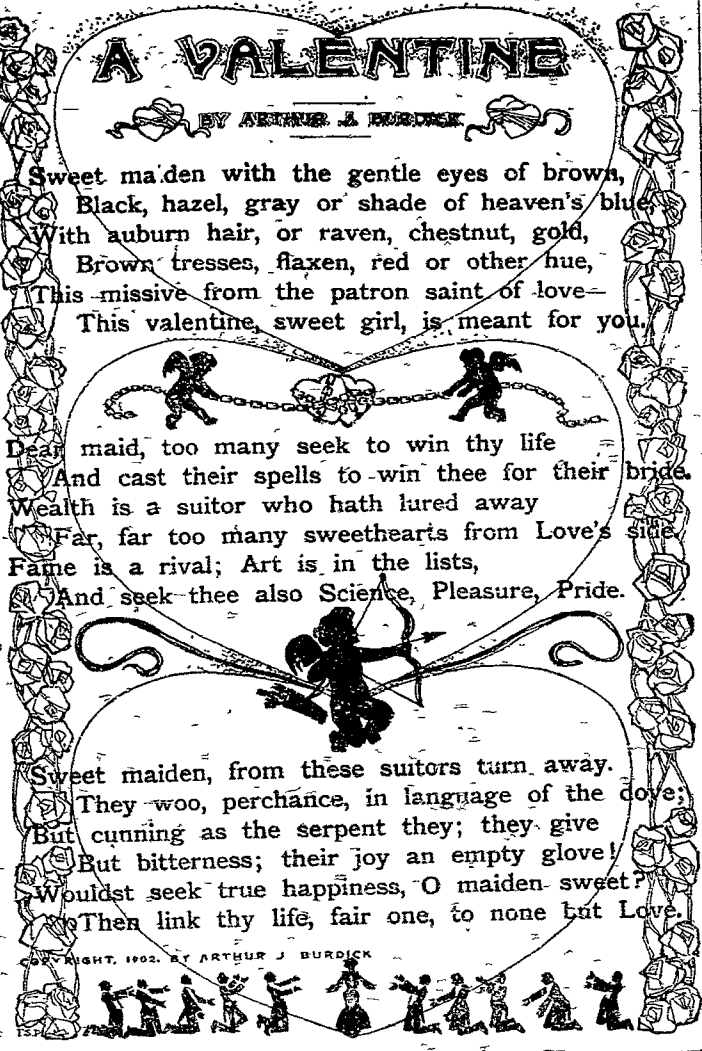 A VALENTINE
BY ARTHUR J. BURDICK
Sweet maiden with the gentle eyes of brown,
Black, hazel, gray or shade of heaven's blue,
With auburn hair, or raven, chestnut, gold,
Brown tresses, flaxen, red or other hue,
This missive from the patron saint of love—
This valentine, sweet girl, is meant for you.
Dear maid, too many seek to win thy life
And cast their spells to win thee for their bride.
Wealth is a suitor who hath lured away
Far, far too many sweethearts from Love's side,
Fame is a rival; Art is in the lists,
And seek thee also Science, Pleasure, Pride.
Sweet maiden, from these suitors turn away.
They woo, perchance, in language of the dove;
But cunning as the serpent they; they give
But bitterness; their joy an empty glove!
Wouldst seek true happiness, O maiden sweet?
Then link thy life, fair one, to none but Love.
COPYRIGHT, 1902, BY ARTHUR J BURDICK